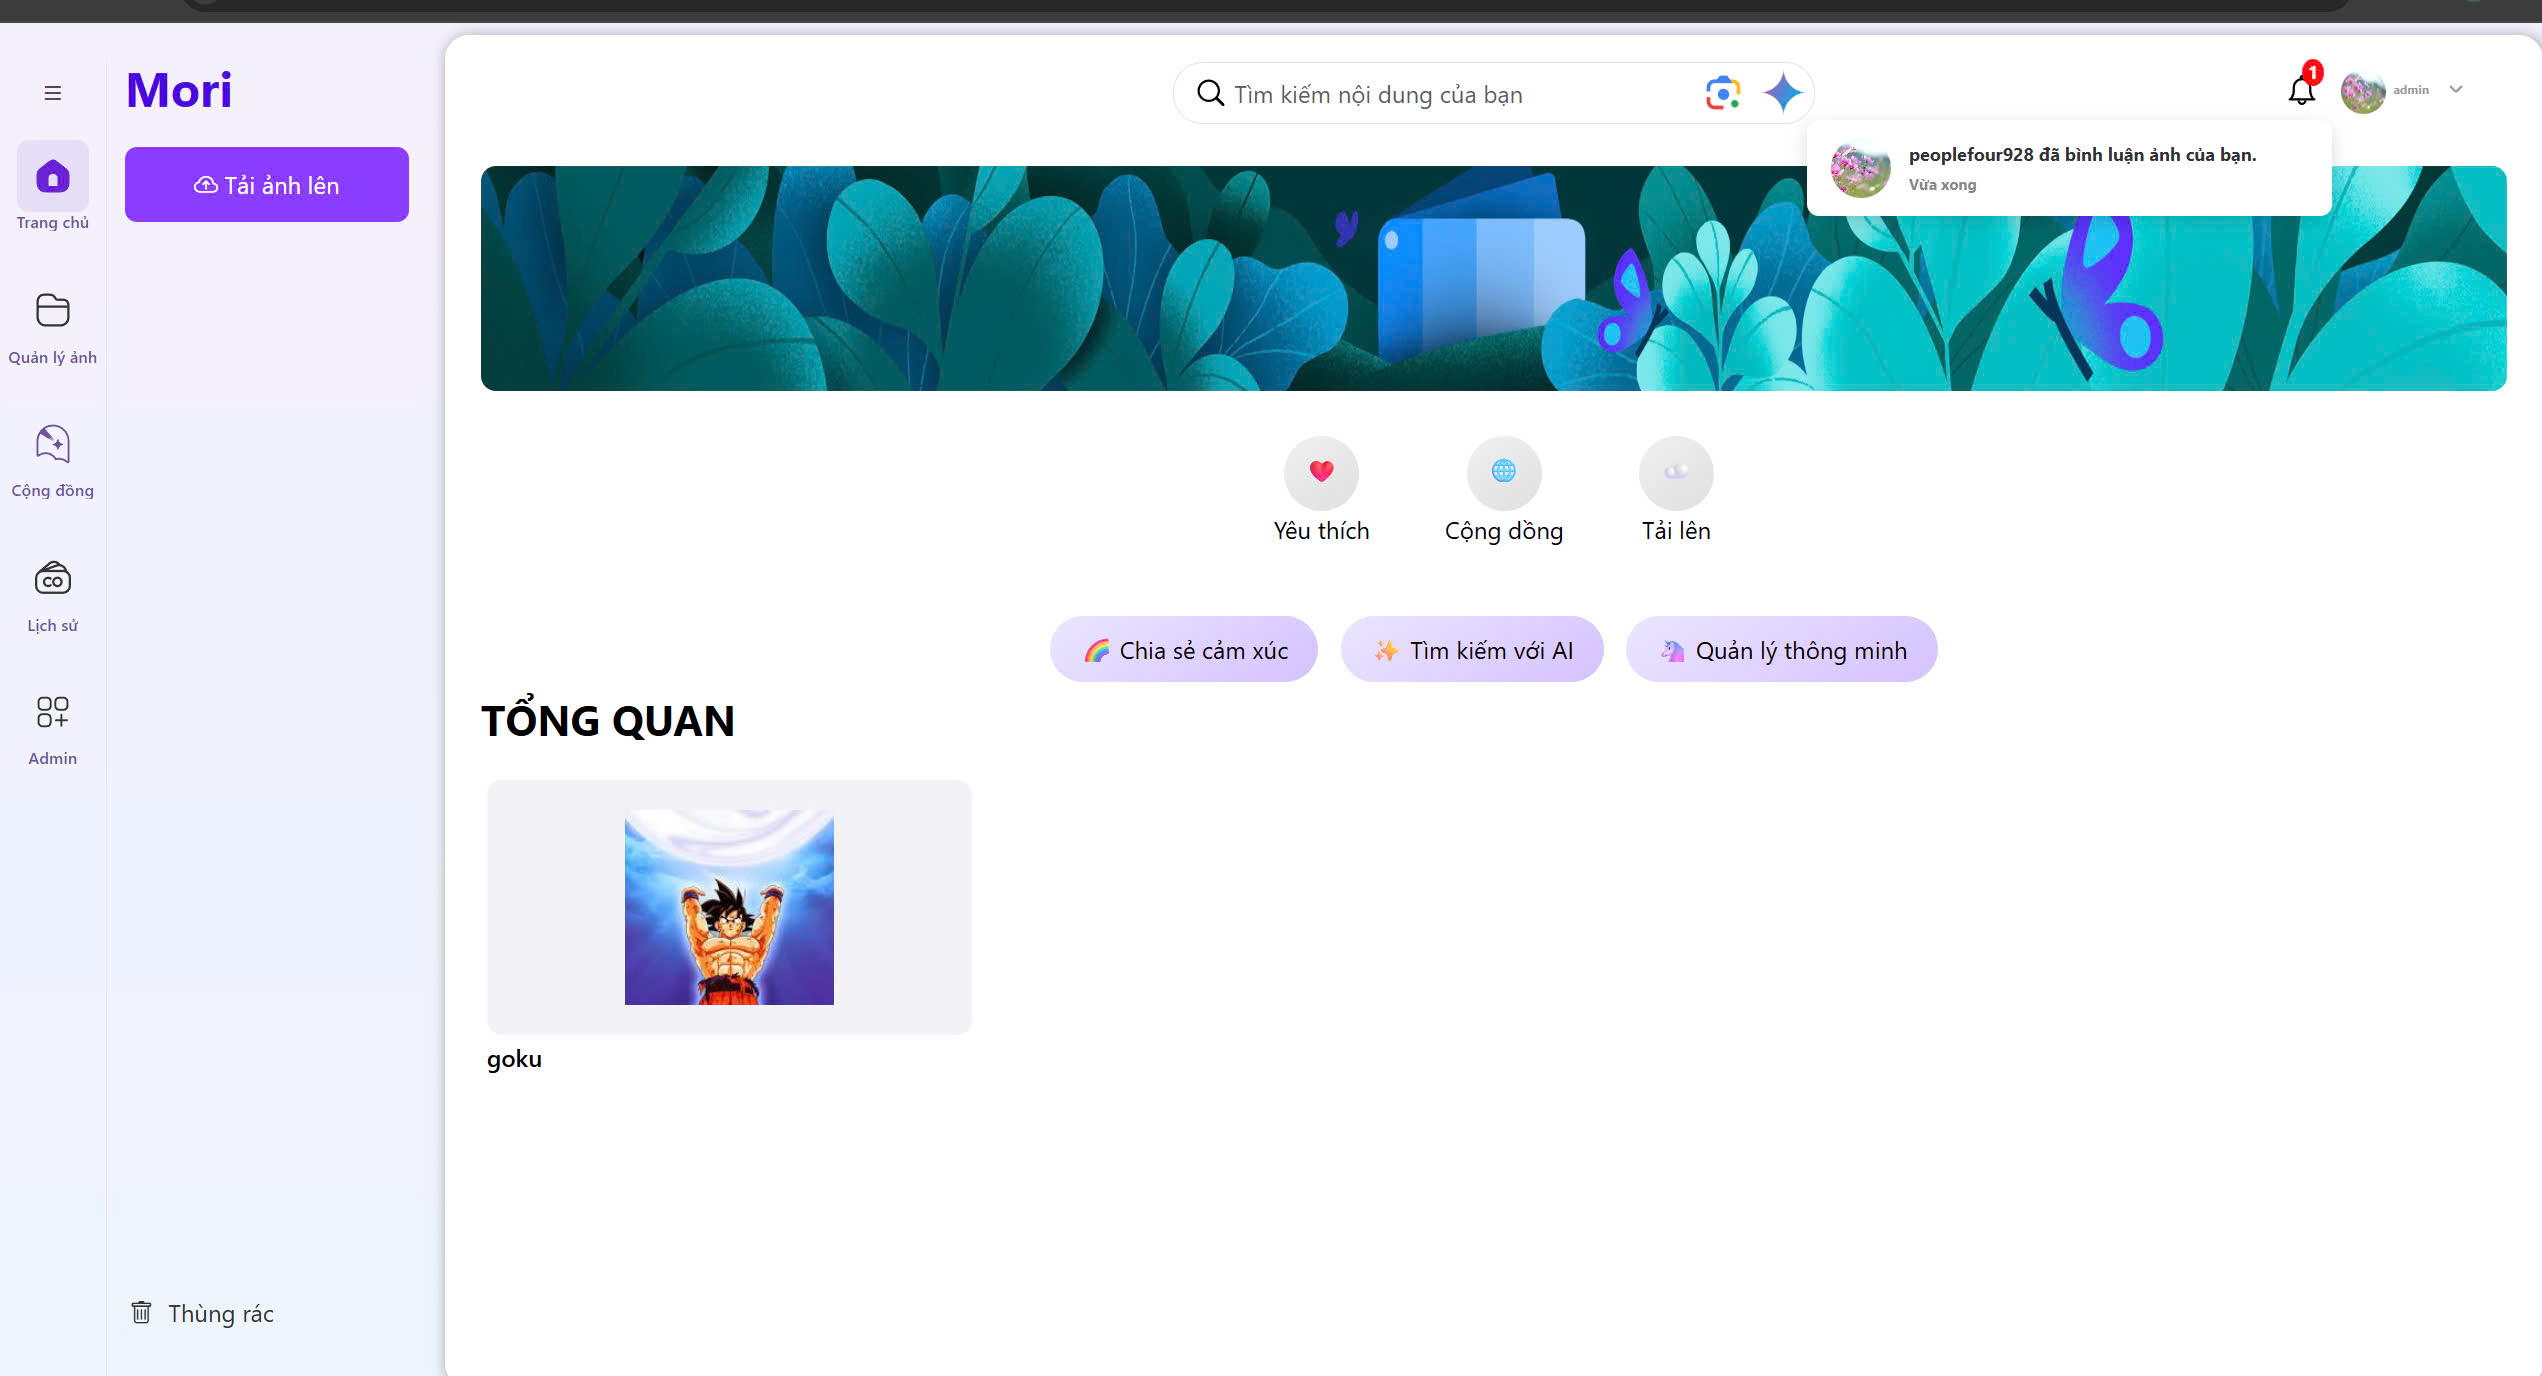 Mori
Tải ảnh lên
Trang chủ
Quản lý ảnh
Cộng đồng
CO
Lịch sử
Admin
Thùng rác
Tìm kiếm nội dung của bạn
1
admin
peoplefour928 đã bình luận ảnh của bạn.
Vừa xong
Yêu thích
Cộng dồng
Tải lên
Chia sẻ cảm xúc
Tìm kiếm với AI
Quản lý thông minh
TỔNG QUAN
goku